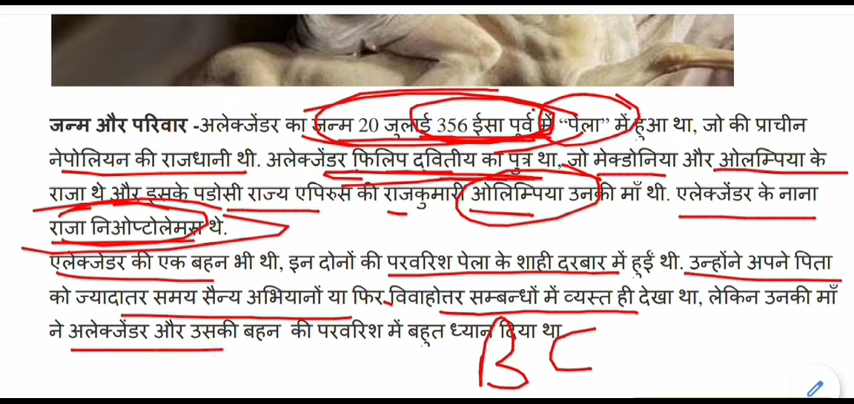 जन्म और परिवार -अलेक्जेंडर का जन्म 20 जुलाई 356 ईसा पूर्व में “पेला” में हुआ था, जो की प्राचीन
नेपोलियन की राजधानी थी. अलेक्जेंडर फिलिप द्वितीय का पुत्र था, जो मेक्डोनिया और ओलम्पिया के
राजा थे और इसके पडोसी राज्य एपिरुस की राजकुमारी ओलिम्पिया उनकी माँ थी. एलेक्जेंडर के नाना
राजा निओप्टोलेमस थे.
एलेक्जेंडर की एक बहन भी थी, इन दोनों की परवरिश पेला के शाही दरबार में हुई थी. उन्होंने अपने पिता
को ज्यादातर समय सैन्य अभियानों या फिर विवाहोत्तर सम्बन्धों में व्यस्त ही देखा था, लेकिन उनकी माँ
ने अलेक्जेंडर और उसकी बहन की परवरिश में बहुत ध्यान दिया था
BC